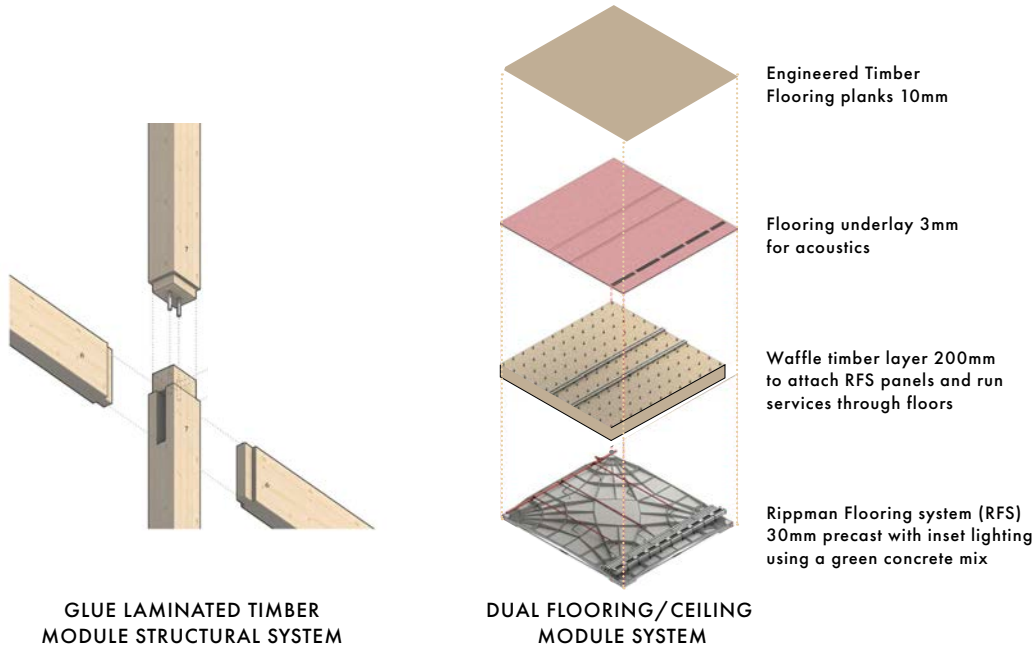 Engineered Timber
Flooring planks 10mm
Flooring underlay 3mm
for acoustics
Waffle timber layer 200mm
to attach RFS panels and run
services through floors
Rippman Flooring system (RFS)
30mm precast with inset lighting
using a green concrete mix
GLUE LAMINATED TIMBER
MODULE STRUCTURAL SYSTEM
DUAL FLOORING/CEILING
MODULE SYSTEM